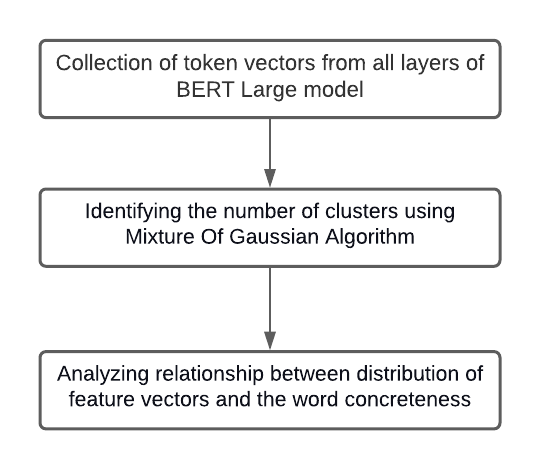 Collection of token vectors from all layers of
BERT Large model
Identifying the number of clusters using
Mixture Of Gaussian Algorithm
Analyzing relationship between distribution of
feature vectors and the word concreteness